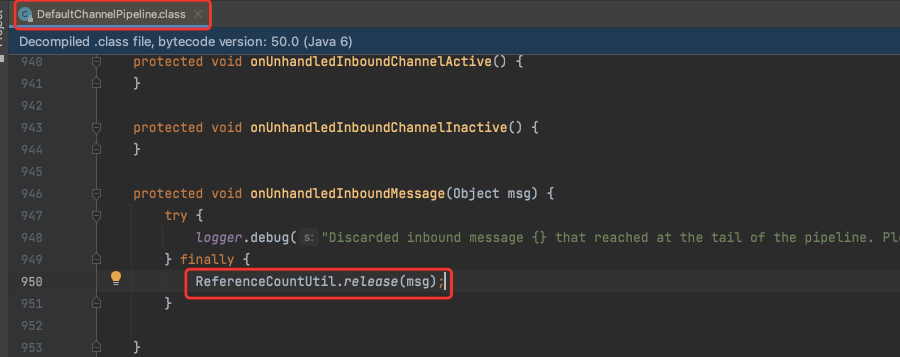 Project
DefaultChannelPipeline.class
Decompiled .class file, bytecode version: 50.0 (Java 6)
940 protected void onUnhandledInboundChannelActive() {
941 }
942
943 protected void onUnhandledInboundChannelInactive() {
944 }
945
946 protected void onUnhandledInboundMessage(Object msg) {
947 try {
948 logger.debug( s: "Discarded inbound message {} that reached at the tail of the pipeline.
949 } finally {
950 ReferenceCountUtil.release(msg);
951 }
952
953 }